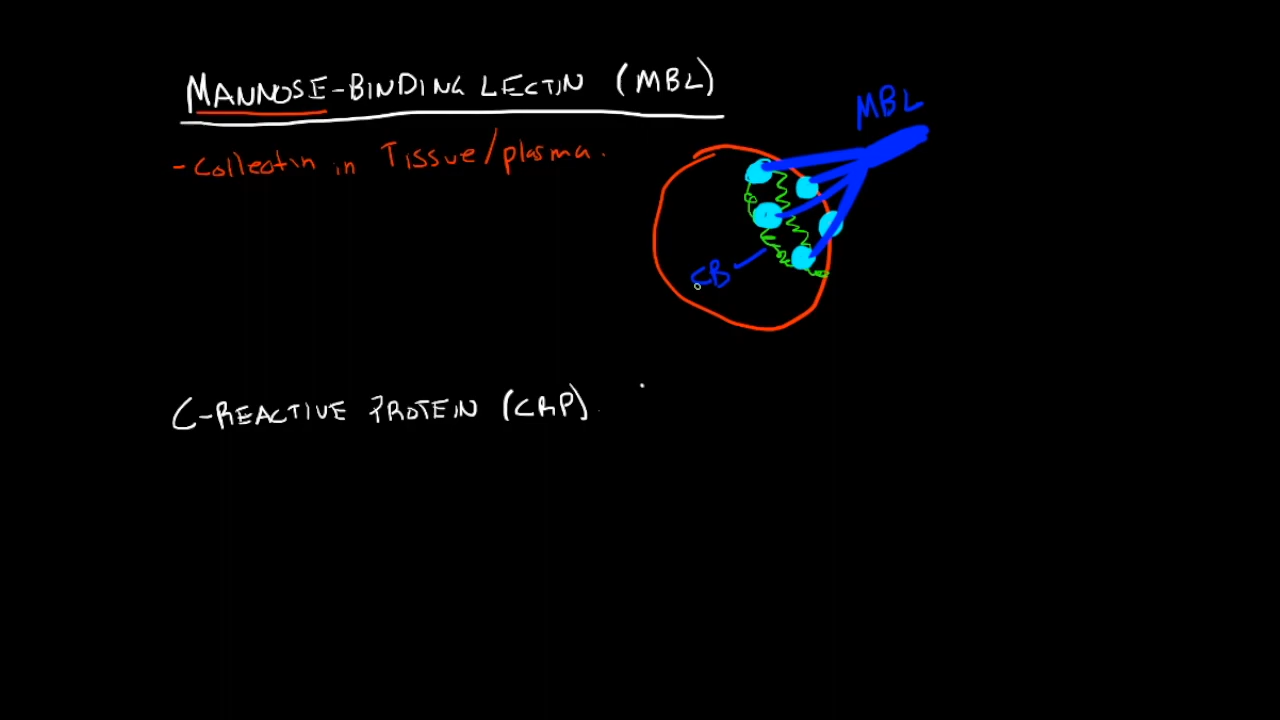 MANNOSE-BINDING LECTIN (MBL)
- Collectin in Tissue/plasma.
MBL
CB
C-REACTIVE PROTEIN (CRP).